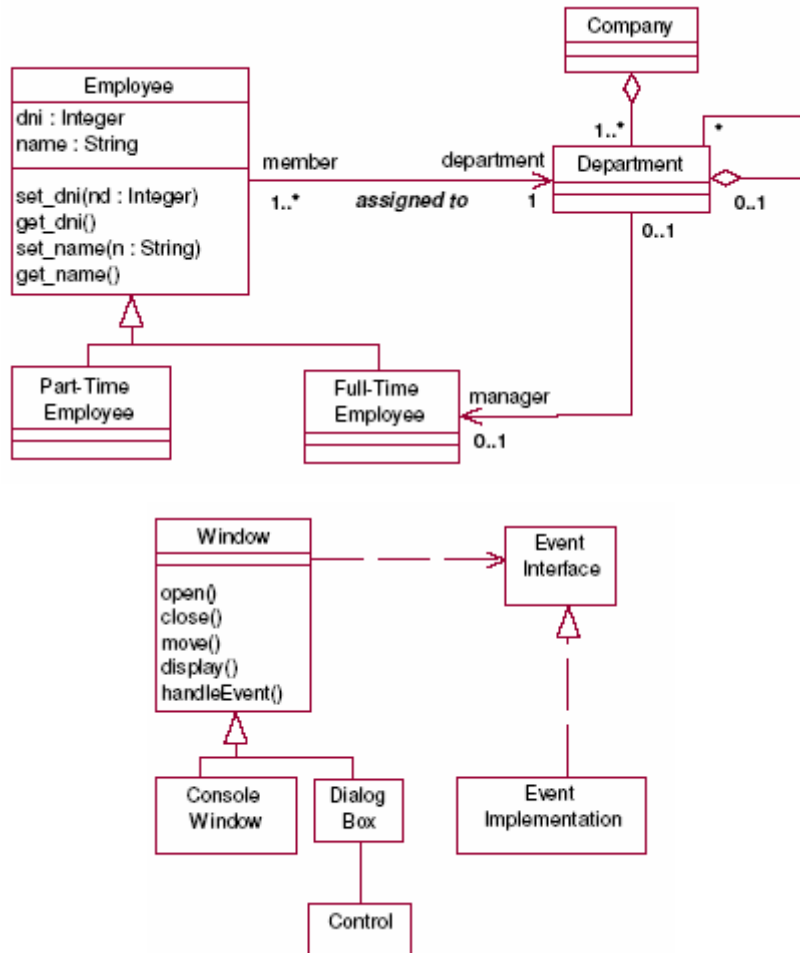 Company
1..*
*
Employee
dni : Integer
name : String
set_dni(nd : Integer)
get_dni()
set_name(n : String)
get_name()
member
department
1..*
assigned to
1
Department
0..1
0..1
Part-Time
Employee
Full-Time
Employee
manager
0..1
Window
open()
close()
move()
display()
handleEvent()
Event
Interface
Console
Window
Dialog
Box
Event
Implementation
Control